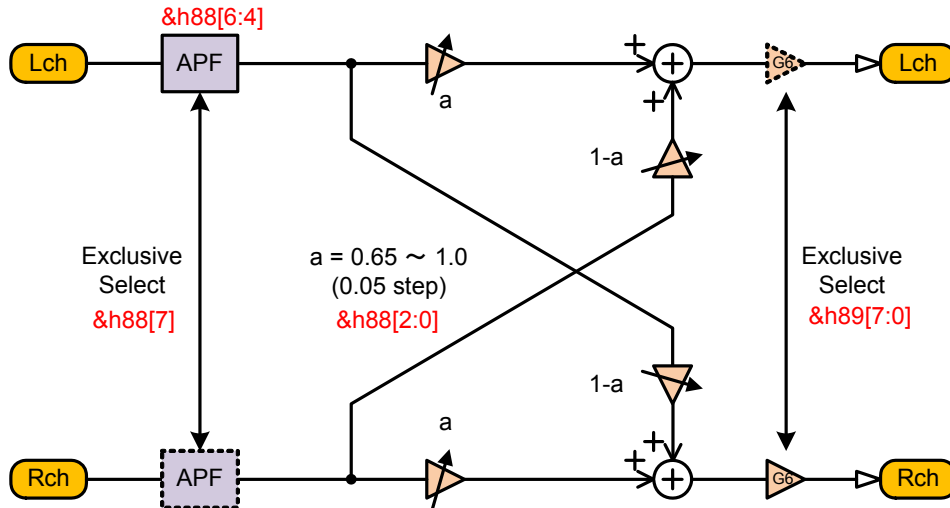 &h88[6:4]
Lch
APF
a
+
+
+
G6
Lch
1-a
Exclusive
Select
&h88[7]
a = 0.65 ～ 1.0
(0.05 step)
&h88[2:0]
Exclusive
Select
&h89[7:0]
1-a
a
Rch
APF
+
+
+
G6
Rch